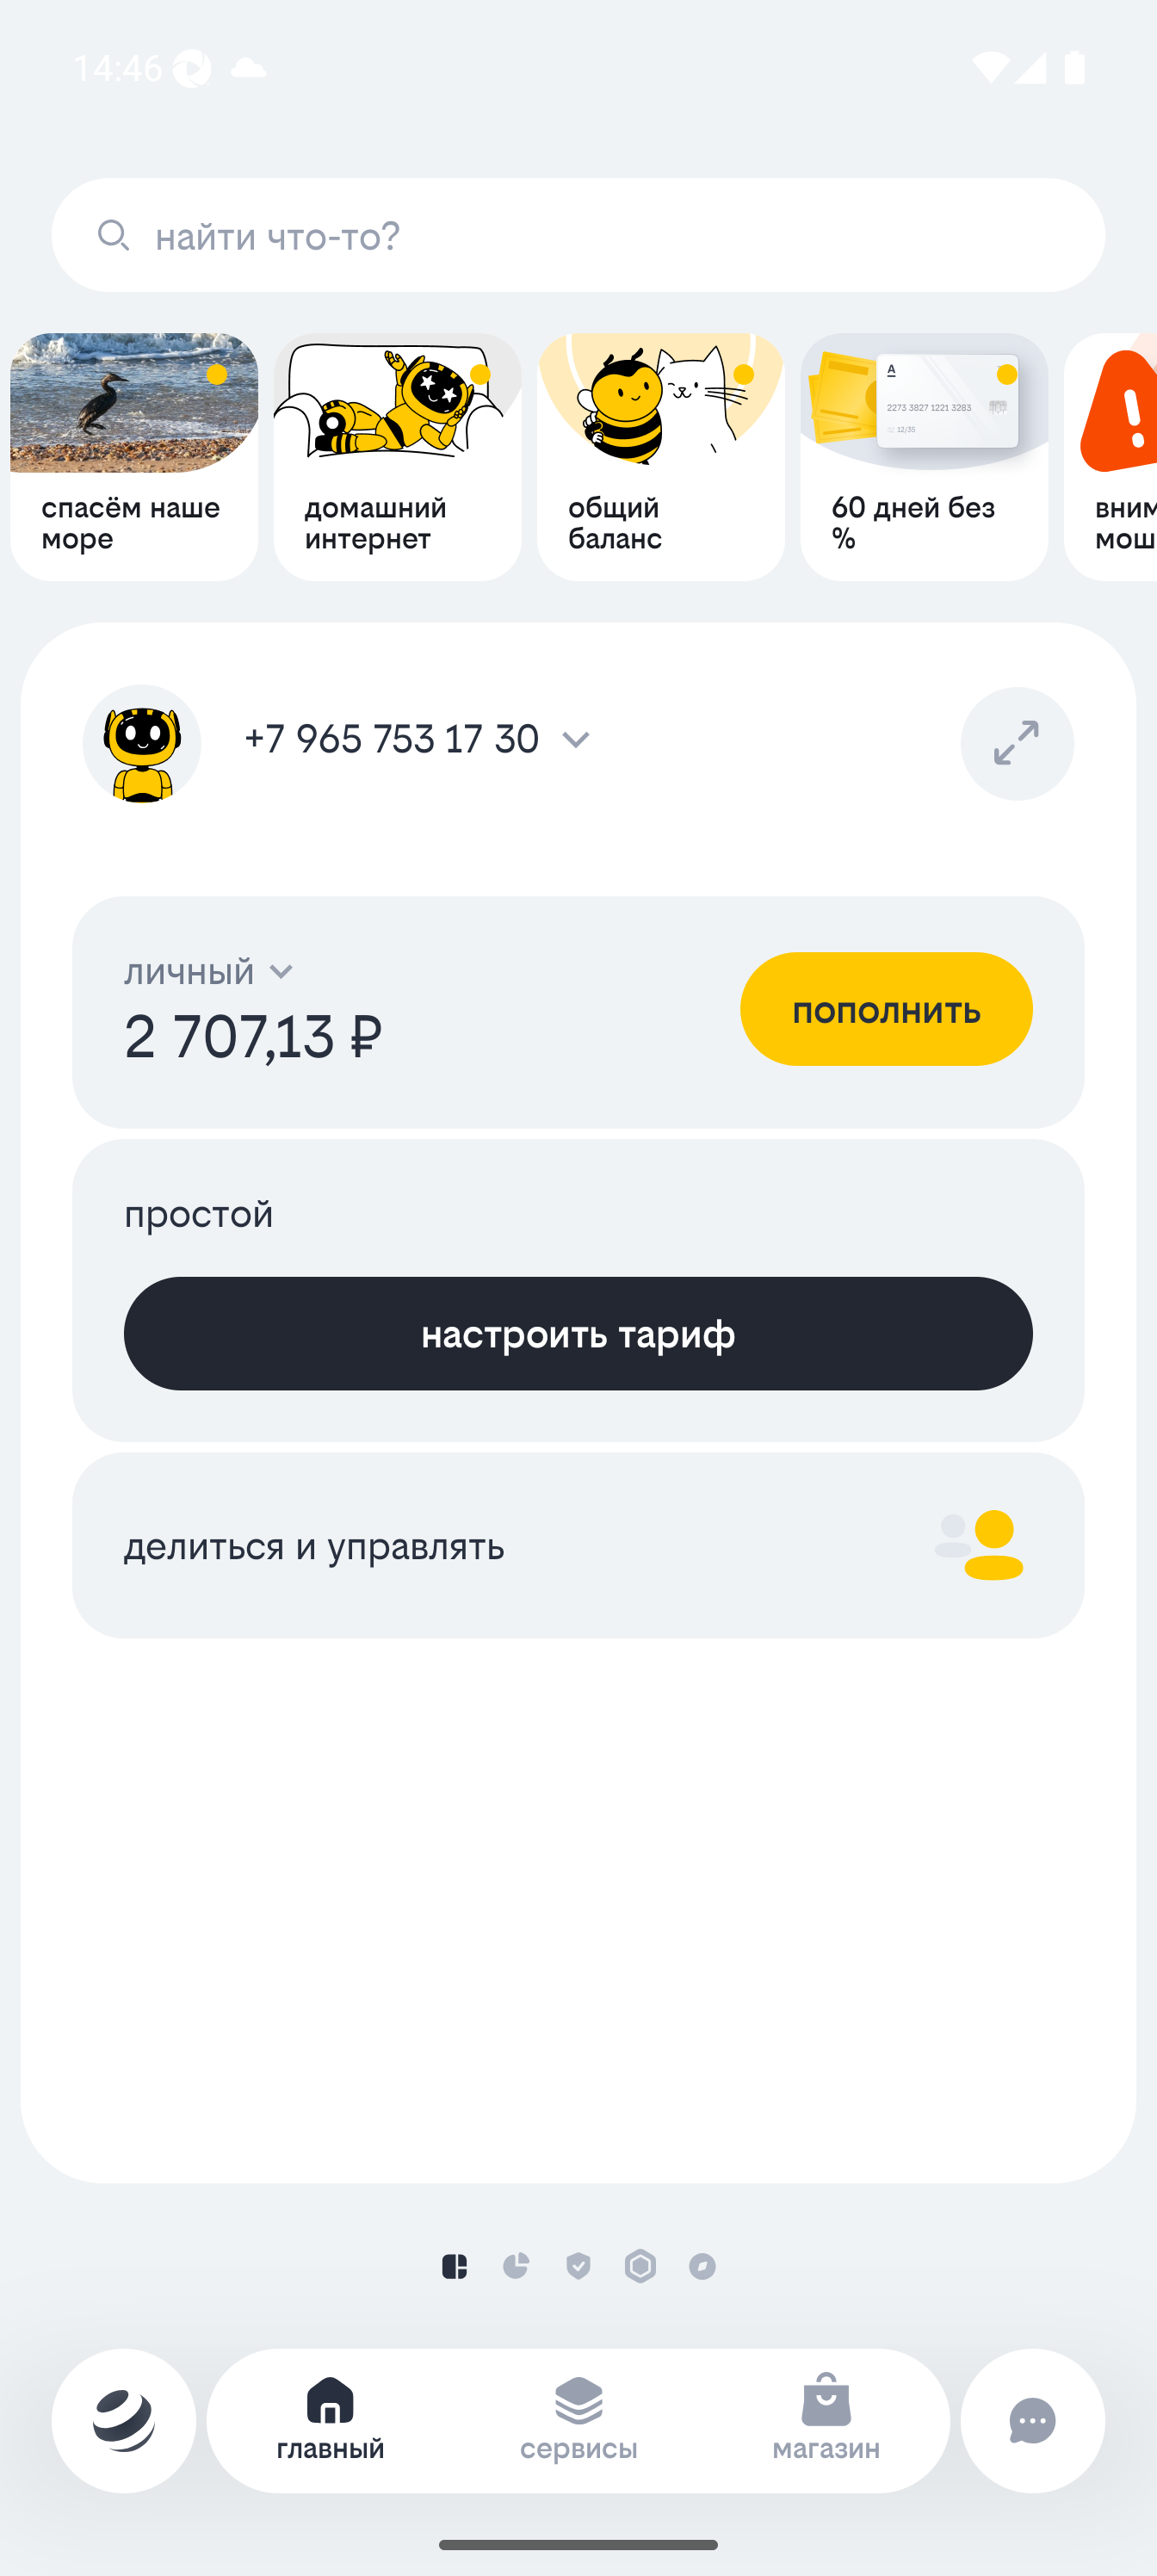 14:46
найти что-то?
спасём наше
море
домашний
интернет
общий
баланс
60 дней без
%
A
2273 3827 1221 3283
12/35
вним
мош
+7 965 753 17 30
личный
2 707,13 ₽
пополнить
простой
настроить тариф
делиться и управлять
главный
сервисы
магазин